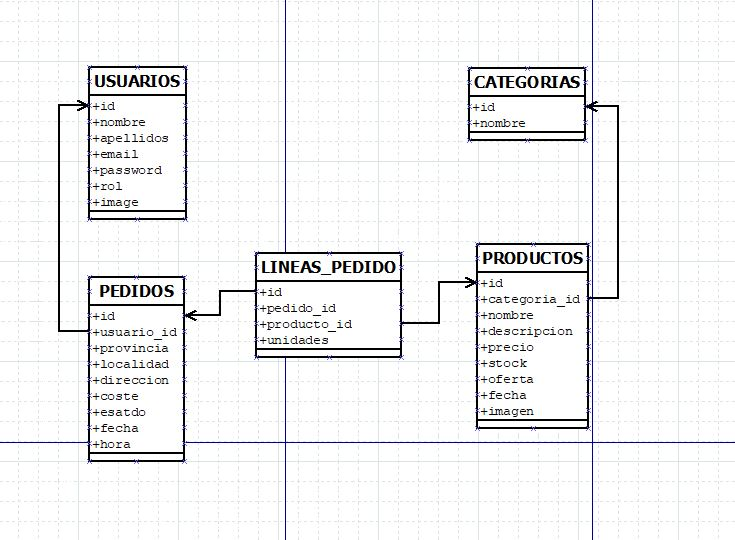 USUARIOS
+id
+nombre
+apellidos
+email
+password
+rol
+image
CATEGORIAS
+id
+nombre
PEDIDOS
+id
+usuario_id
+provincia
+localidad
+direccion
+coste
+esatdo
+fecha
+hora
LINEAS_PEDIDO
+id
+pedido_id
+producto_id
+unidades
PRODUCTOS
+id
+categoria_id
+nombre
+descripcion
+precio
+stock
+oferta
+fecha
+imagen